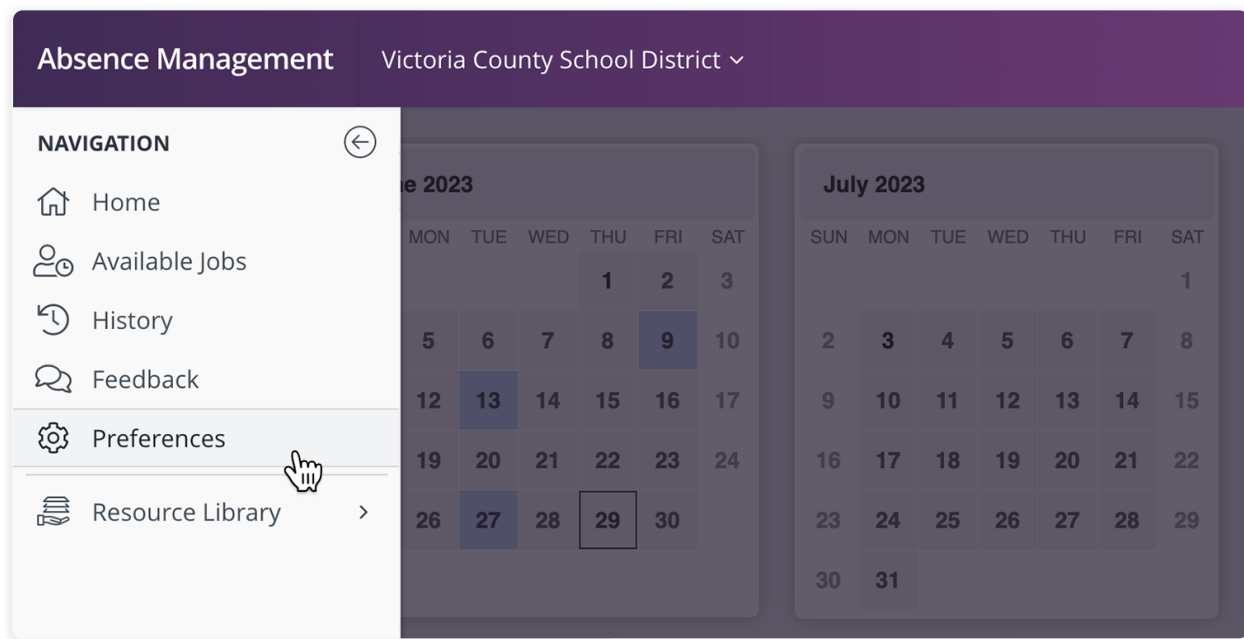 Absence Management
Victoria County School District
NAVIGATION
Home
Available Jobs
History
Feedback
Preferences
Resource Library
e 2023
MON TUE WED THU FRI SAT
1 2 3
5 6 7 8 9 10
12 13 14 15 16 17
19 20 21 22 23 24
26 27 28 29 30
July 2023
SUN MON TUE WED THU FRI SAT
1
2 3 4 5 6 7 8
9 10 11 12 13 14 15
16 17 18 19 20 21 22
23 24 25 26 27 28 29
30 31